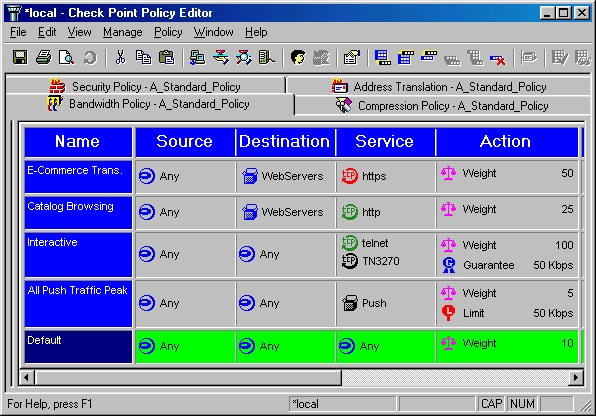 *local - Check Point Policy Editor
File Edit View Manage Policy Window Help
Security Policy - A_Standard_Policy Address Translation - A_Standard_Policy
Bandwidth Policy - A_Standard_Policy Compression Policy - A_Standard_Policy
Name Source Destination Service Action
E-Commerce Trans. Any WebServers https Weight 50
Catalog Browsing Any WebServers http Weight 25
Interactive Any Any telnet Weight 100
TN3270 Guarantee 50 Kbps
All Push Traffic Peak Any Any Push Weight 5
Limit 50 Kbps
Default Any Any Any Weight 10
For Help, press F1 *local CAP NUM